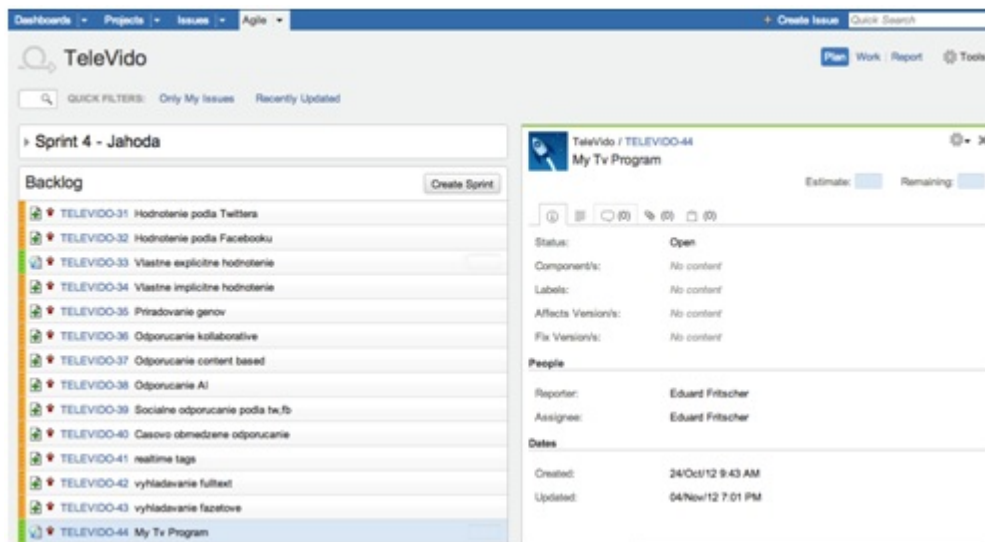 Dashboards Projects Issues Agile + Create Issue Quick Search
TeleVido
Plan Work Report Tools
QUICK FILTERS: Only My Issues Recently Updated
Sprint 4 - Jahoda
Backlog Create Sprint
TELEVIDO-31 Hodnotenie podla Twittera
TELEVIDO-32 Hodnotenie podla Facebooku
TELEVIDO-33 Vlastne explicitne hodnotenie
TELEVIDO-34 Vlastne implicitne hodnotenie
TELEVIDO-35 Priradovanie genov
TELEVIDO-36 Odporucanie kollaborative
TELEVIDO-37 Odporucanie content based
TELEVIDO-38 Odporucanie AI
TELEVIDO-39 Socialne odporucanie podla tw,fb
TELEVIDO-40 Casovo obmedzene odporucanie
TELEVIDO-41 realtime tags
TELEVIDO-42 vyhladavanie fulltext
TELEVIDO-43 vyhladavanie fazetove
TELEVIDO-44 My Tv Program
TeleVido / TELEVIDO-44
My Tv Program
Estimate: Remaining:
(0) (0) (0)
Status: Open
Component/s: No content
Labels: No content
Affects Version/s: No content
Fix Version/s: No content
People
Reporter: Eduard Fritscher
Assignee: Eduard Fritscher
Dates
Created: 24/Oct/12 9:43 AM
Updated: 04/Nov/12 7:01 PM